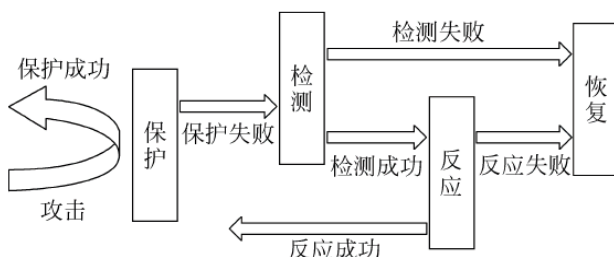 保护成功
攻击
保护
保护失败
检测
检测失败
检测成功
反应
反应失败
反应成功
恢复